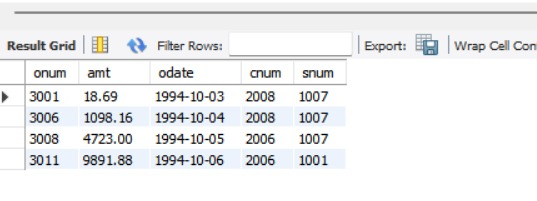 Result Grid Filter Rows: Export: Wrap Cell Con
onum amt odate cnum snum
3001 18.69 1994-10-03 2008 1007
3006 1098.16 1994-10-04 2008 1007
3008 4723.00 1994-10-05 2006 1007
3011 9891.88 1994-10-06 2006 1001